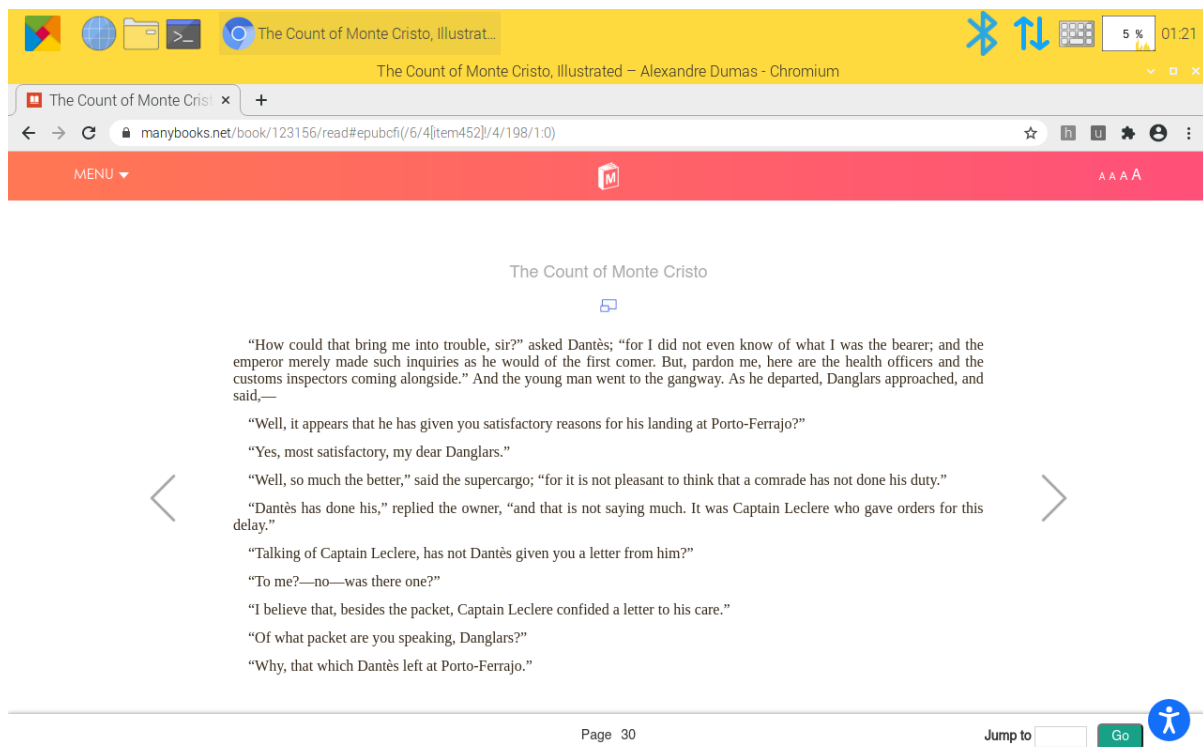 The Count of Monte Cristo, Illustrat...
5 %
01:21
The Count of Monte Cristo, Illustrated – Alexandre Dumas - Chromium
The Count of Monte Crist
manybooks.net/book/123156/read#epubcfi(/6/4[item452]!/4/198/1:0)
h
u
MENU
M
A A A A
The Count of Monte Cristo
“How could that bring me into trouble, sir?” asked Dantès; “for I did not even know of what I was the bearer; and the
emperor merely made such inquiries as he would of the first comer. But, pardon me, here are the health officers and the
customs inspectors coming alongside.” And the young man went to the gangway. As he departed, Danglars approached, and
said,—
“Well, it appears that he has given you satisfactory reasons for his landing at Porto-Ferrajo?”
“Yes, most satisfactory, my dear Danglars.”
“Well, so much the better,” said the supercargo; “for it is not pleasant to think that a comrade has not done his duty.”
“Dantès has done his,” replied the owner, “and that is not saying much. It was Captain Leclere who gave orders for this
delay.”
“Talking of Captain Leclere, has not Dantès given you a letter from him?”
“To me?—no—was there one?”
“I believe that, besides the packet, Captain Leclere confided a letter to his care.”
“Of what packet are you speaking, Danglars?”
“Why, that which Dantès left at Porto-Ferrajo.”
Page 30
Jump to
Go